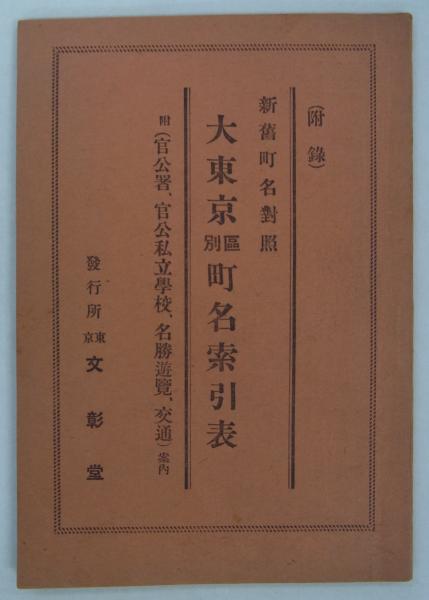 (附錄)
新舊町名對照
大東京區別町名索引表
附(官公署、官公私立學校、名勝遊覽、交通)案內
發行所 東京 文彰堂